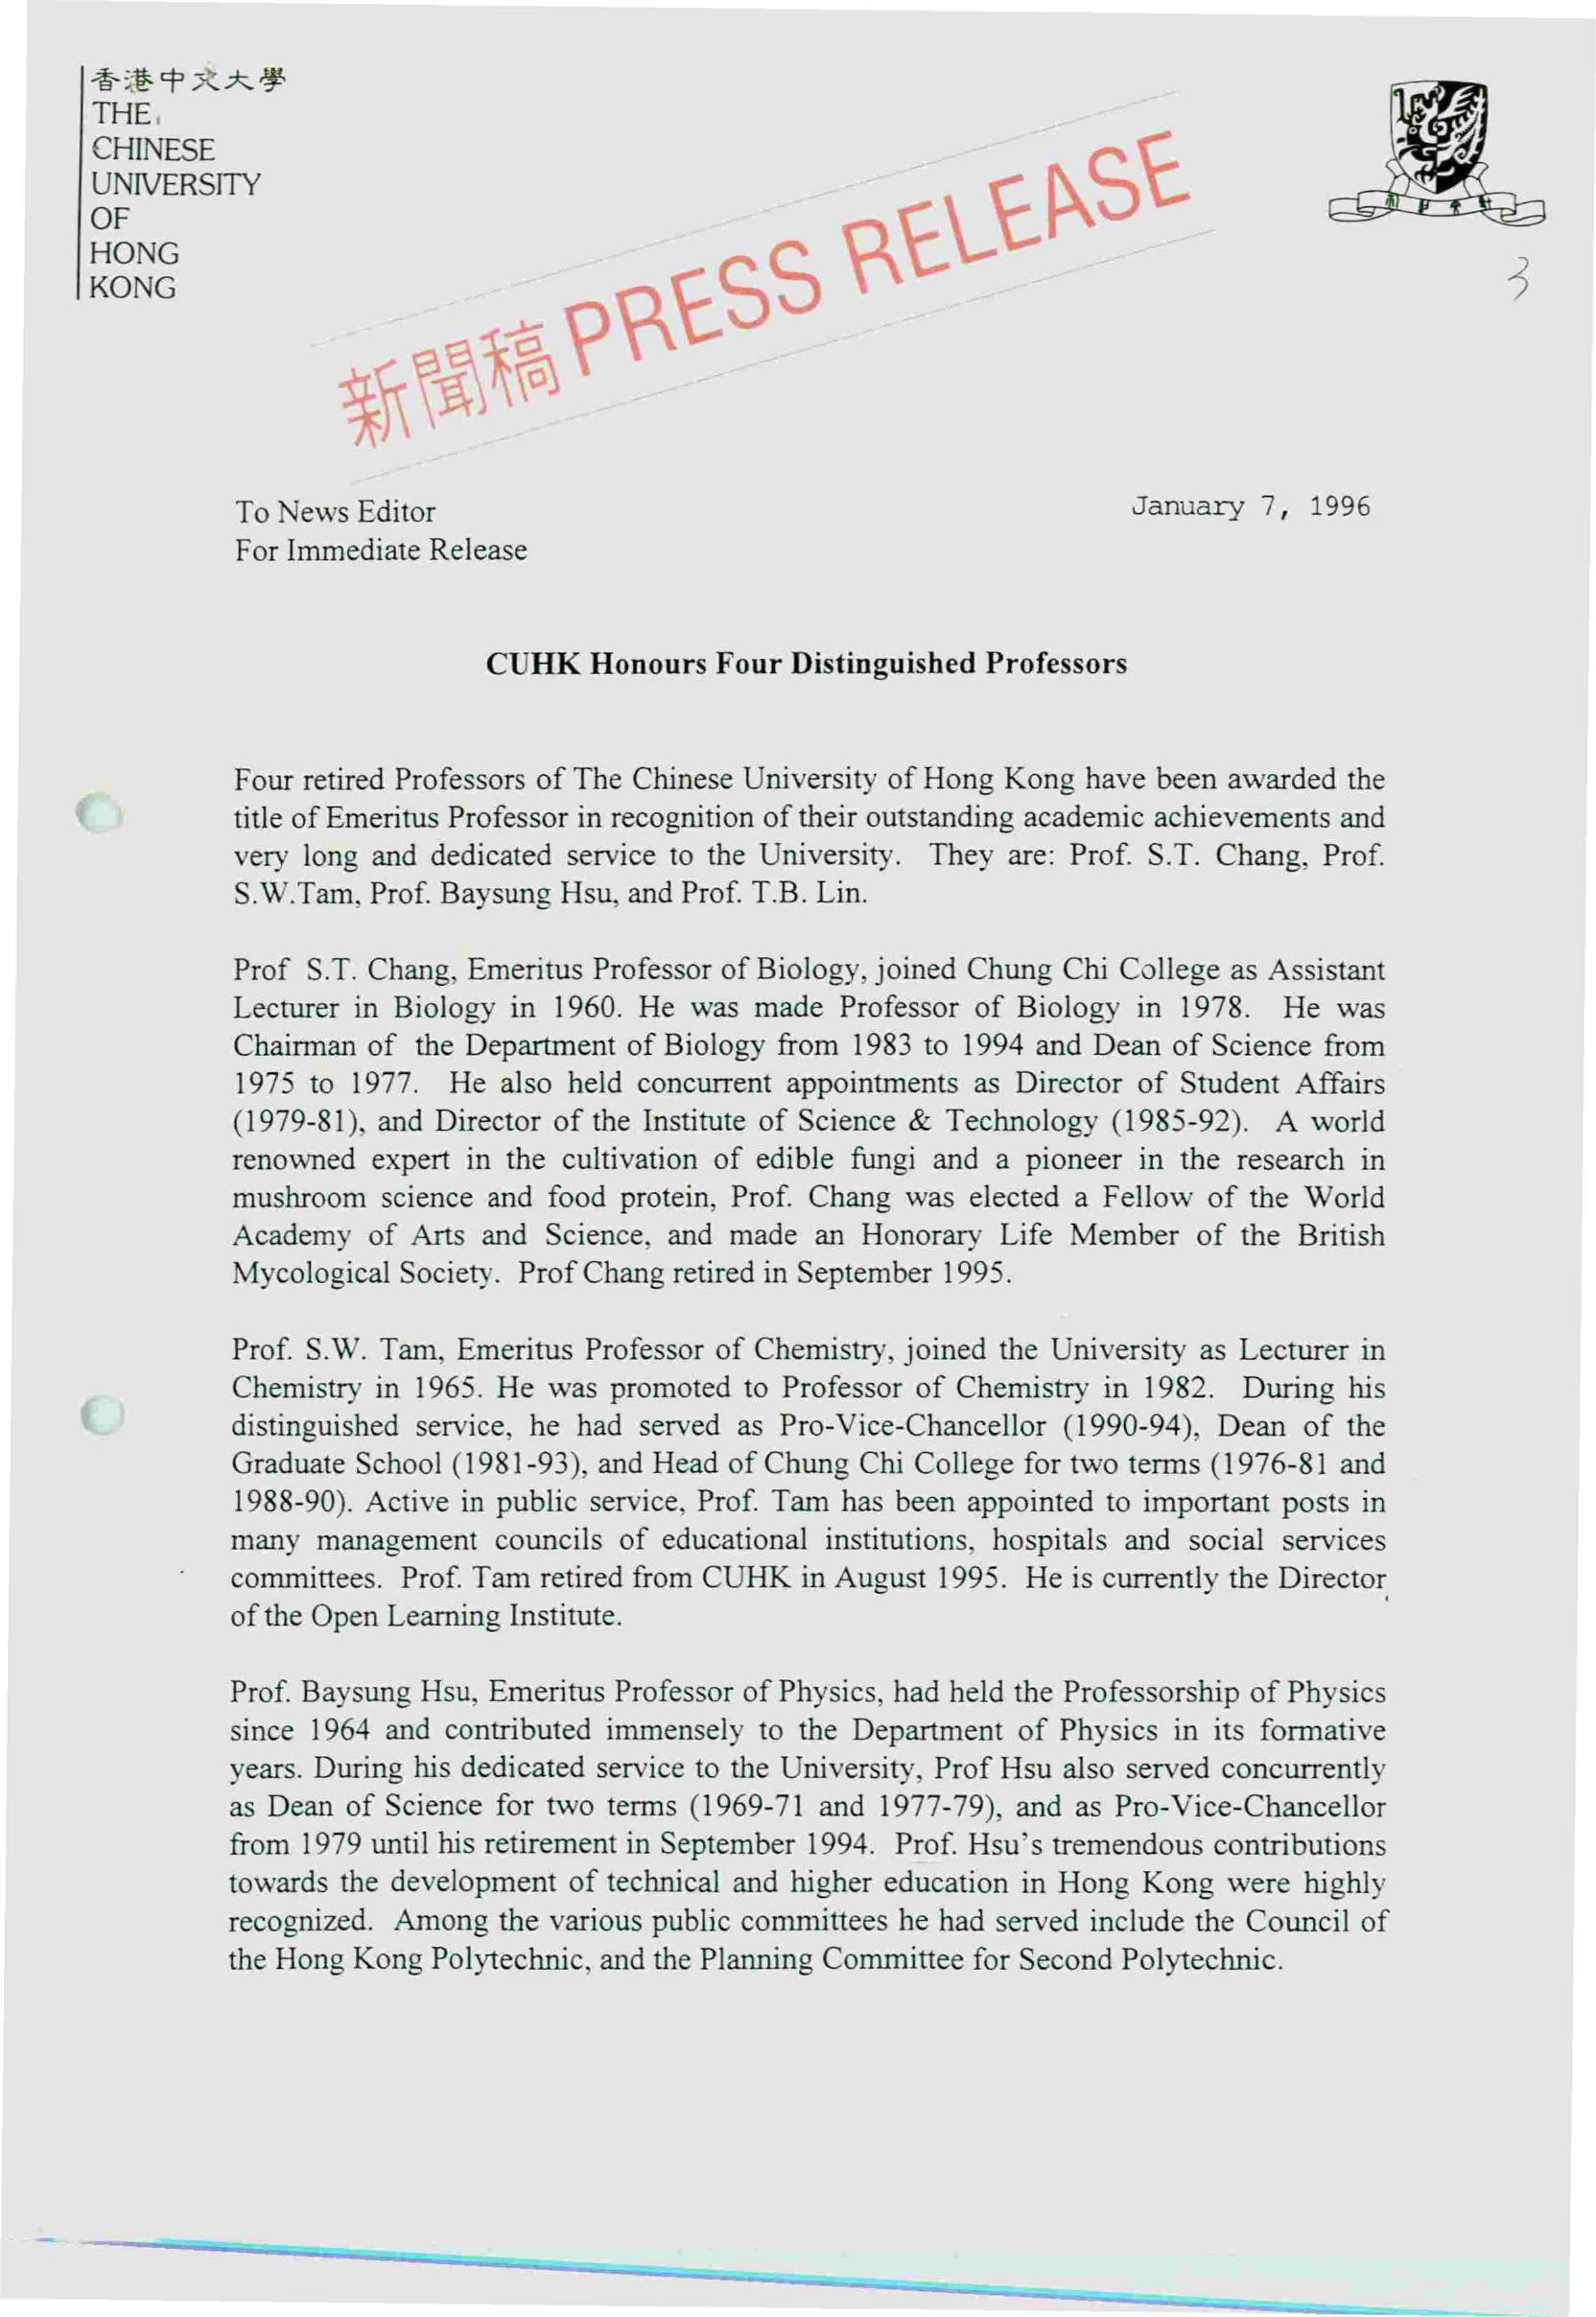 香港中文大學
THE
CHINESE
UNIVERSITY
OF
HONG
KONG
新聞稿 PRESS RELEASE
3
To News Editor
January 7, 1996
For Immediate Release
CUHK Honours Four Distinguished Professors
Four retired Professors of The Chinese University of Hong Kong have been awarded the
title of Emeritus Professor in recognition of their outstanding academic achievements and
very long and dedicated service to the University. They are: Prof. S.T. Chang, Prof.
S.W.Tam, Prof. Baysung Hsu, and Prof. T.B. Lin.
Prof S.T. Chang, Emeritus Professor of Biology, joined Chung Chi College as Assistant
Lecturer in Biology in 1960. He was made Professor of Biology in 1978. He was
Chairman of the Department of Biology from 1983 to 1994 and Dean of Science from
1975 to 1977. He also held concurrent appointments as Director of Student Affairs
(1979-81), and Director of the Institute of Science & Technology (1985-92). A world
renowned expert in the cultivation of edible fungi and a pioneer in the research in
mushroom science and food protein, Prof. Chang was elected a Fellow of the World
Academy of Arts and Science, and made an Honorary Life Member of the British
Mycological Society. Prof Chang retired in September 1995.
Prof. S.W. Tam, Emeritus Professor of Chemistry, joined the University as Lecturer in
Chemistry in 1965. He was promoted to Professor of Chemistry in 1982. During his
distinguished service, he had served as Pro-Vice-Chancellor (1990-94), Dean of the
Graduate School (1981-93), and Head of Chung Chi College for two terms (1976-81 and
1988-90). Active in public service, Prof. Tam has been appointed to important posts in
many management councils of educational institutions, hospitals and social services
committees. Prof. Tam retired from CUHK in August 1995. He is currently the Director
of the Open Learning Institute.
Prof. Baysung Hsu, Emeritus Professor of Physics, had held the Professorship of Physics
since 1964 and contributed immensely to the Department of Physics in its formative
years. During his dedicated service to the University, Prof Hsu also served concurrently
as Dean of Science for two terms (1969-71 and 1977-79), and as Pro-Vice-Chancellor
from 1979 until his retirement in September 1994. Prof. Hsu's tremendous contributions
towards the development of technical and higher education in Hong Kong were highly
recognized. Among the various public committees he had served include the Council of
the Hong Kong Polytechnic, and the Planning Committee for Second Polytechnic.